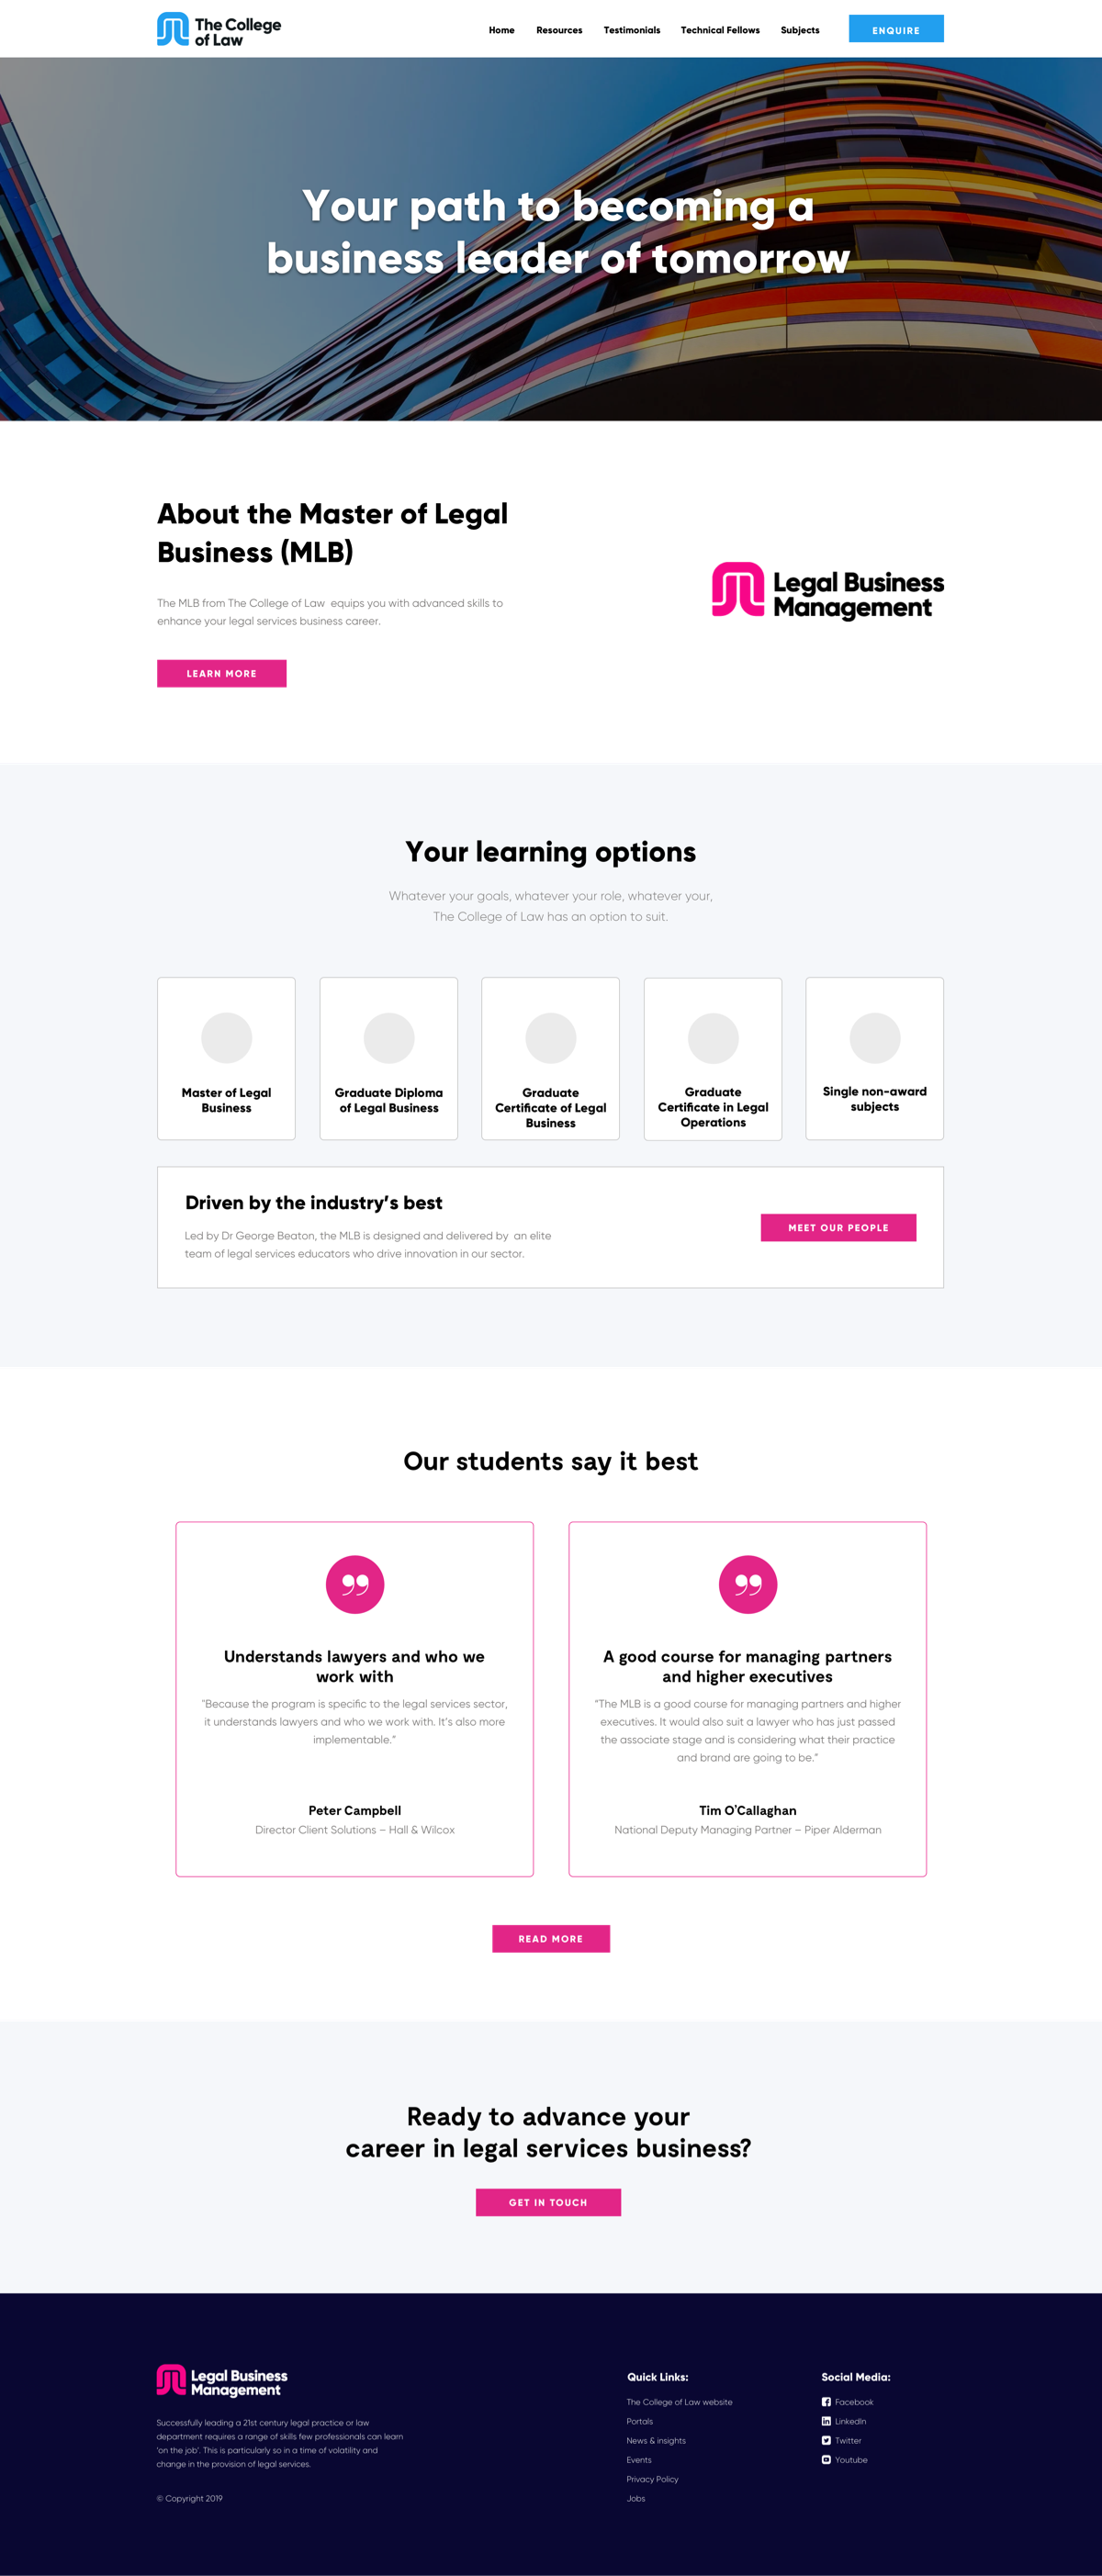 The College
of Law
Home
Resources
Testimonials
Technical Fellows
Subjects
ENQUIRE
Your path to becoming a
business leader of tomorrow
About the Master of Legal
Business (MLB)
The MLB from The College of Law equips you with advanced skills to
enhance your legal services business career.
LEARN MORE
Legal Business
Management
Your learning options
Whatever your goals, whatever your role, whatever your,
The College of Law has an option to suit.
Master of Legal
Business
Graduate Diploma
of Legal Business
Graduate
Certificate of Legal
Business
Graduate
Certificate in Legal
Operations
Single non-award
subjects
Driven by the industry's best
Led by Dr George Beaton, the MLB is designed and delivered by an elite
team of legal services educators who drive innovation in our sector.
MEET OUR PEOPLE
Our students say it best
Understands lawyers and who we
work with
"Because the program is specific to the legal services sector,
it understands lawyers and who we work with. It's also more
implementable."
Peter Campbell
Director Client Solutions – Hall & Wilcox
A good course for managing partners
and higher executives
"The MLB is a good course for managing partners and higher
executives. It would also suit a lawyer who has just passed
the associate stage and is considering what their practice
and brand are going to be."
Tim O'Callaghan
National Deputy Managing Partner – Piper Alderman
READ MORE
Ready to advance your
career in legal services business?
GET IN TOUCH
Legal Business
Management
Successfully leading a 21st century legal practice or law
department requires a range of skills few professionals can learn
'on the job'. This is particularly so in a time of volatility and
change in the provision of legal services.
© Copyright 2019
Quick Links:
The College of Law website
Portals
News & insights
Events
Privacy Policy
Jobs
Social Media:
Facebook
LinkedIn
Twitter
Youtube